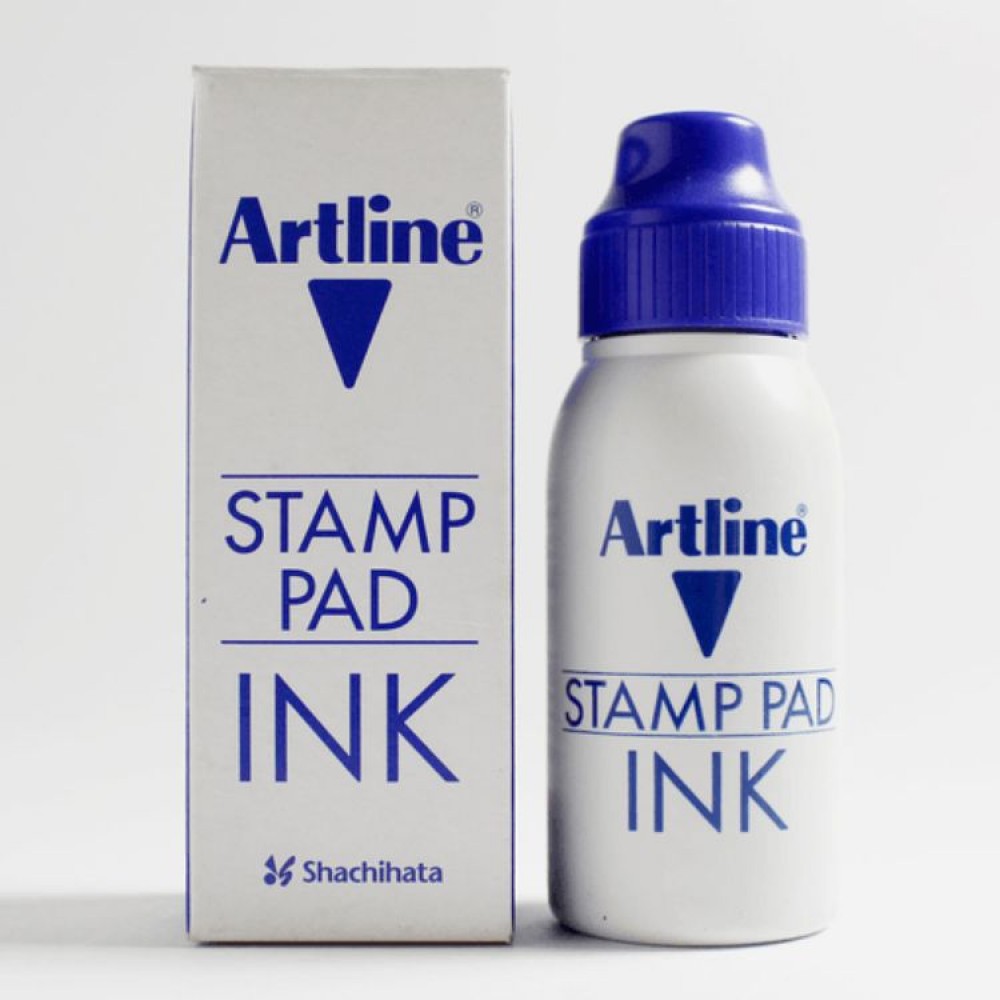 Artline®
STAMP
PAD
INK
Shachihata
Artline®
STAMP PAD
INK